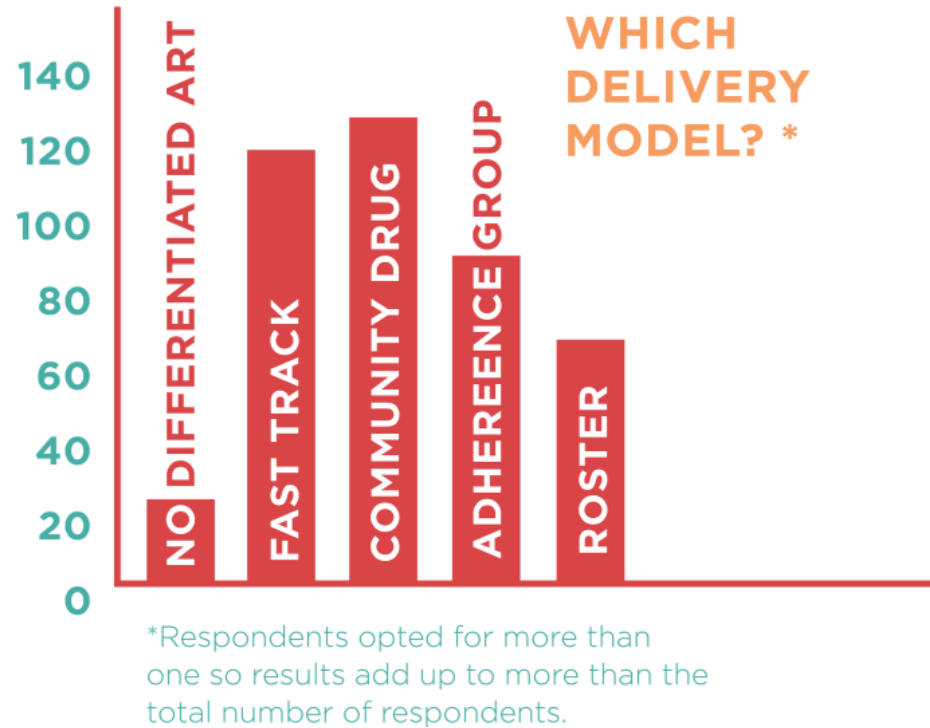 WHICH
DELIVERY
MODEL? *
140
120
100
80
60
40
20
0
NO DIFFERENTIATED ART
FAST TRACK
COMMUNITY DRUG
ADHEREENCE GROUP
ROSTER
*Respondents opted for more than
one so results add up to more than the
total number of respondents.